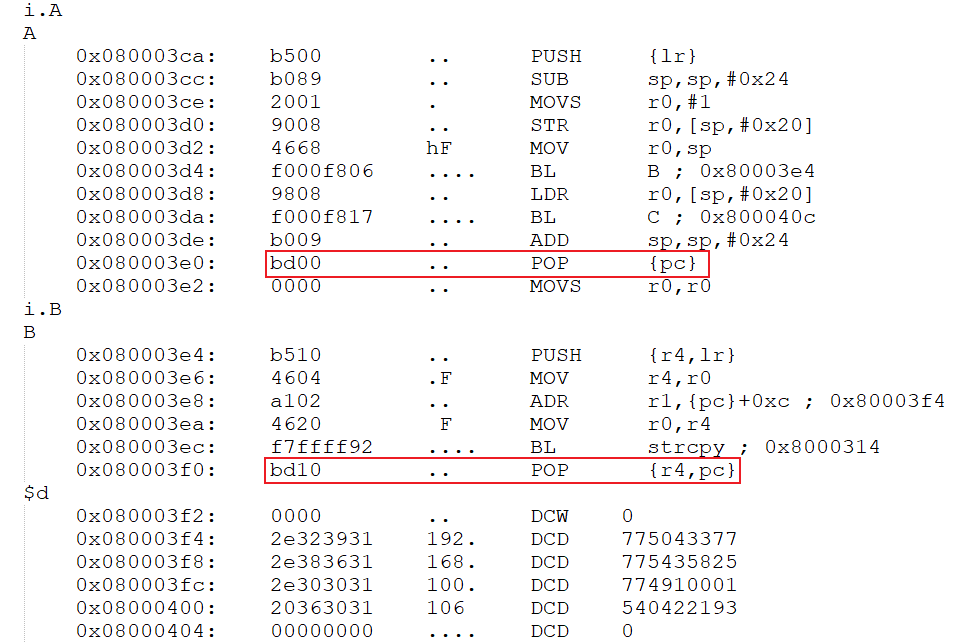 i.A
A
0x080003ca: b500 .. PUSH {lr}
0x080003cc: b089 .. SUB sp,sp,#0x24
0x080003ce: 2001 . MOVS r0,#1
0x080003d0: 9008 .. STR r0,[sp,#0x20]
0x080003d2: 4668 hF MOV r0,sp
0x080003d4: f000f806 .... BL B ; 0x80003e4
0x080003d8: 9808 .. LDR r0,[sp,#0x20]
0x080003da: f000f817 .... BL C ; 0x800040c
0x080003de: b009 .. ADD sp,sp,#0x24
0x080003e0: bd00 .. POP {pc}
0x080003e2: 0000 .. MOVS r0,r0
i.B
B
0x080003e4: b510 .. PUSH {r4,lr}
0x080003e6: 4604 .F MOV r4,r0
0x080003e8: a102 .. ADR r1,{pc}+0xc ; 0x80003f4
0x080003ea: 4620 F MOV r0,r4
0x080003ec: f7ffff92 .... BL strcpy ; 0x8000314
0x080003f0: bd10 .. POP {r4,pc}
$d
0x080003f2: 0000 .. DCW 0
0x080003f4: 2e323931 192. DCD 775043377
0x080003f8: 2e383631 168. DCD 775435825
0x080003fc: 2e303031 100. DCD 774910001
0x08000400: 20363031 106 DCD 540422193
0x08000404: 00000000 .... DCD 0